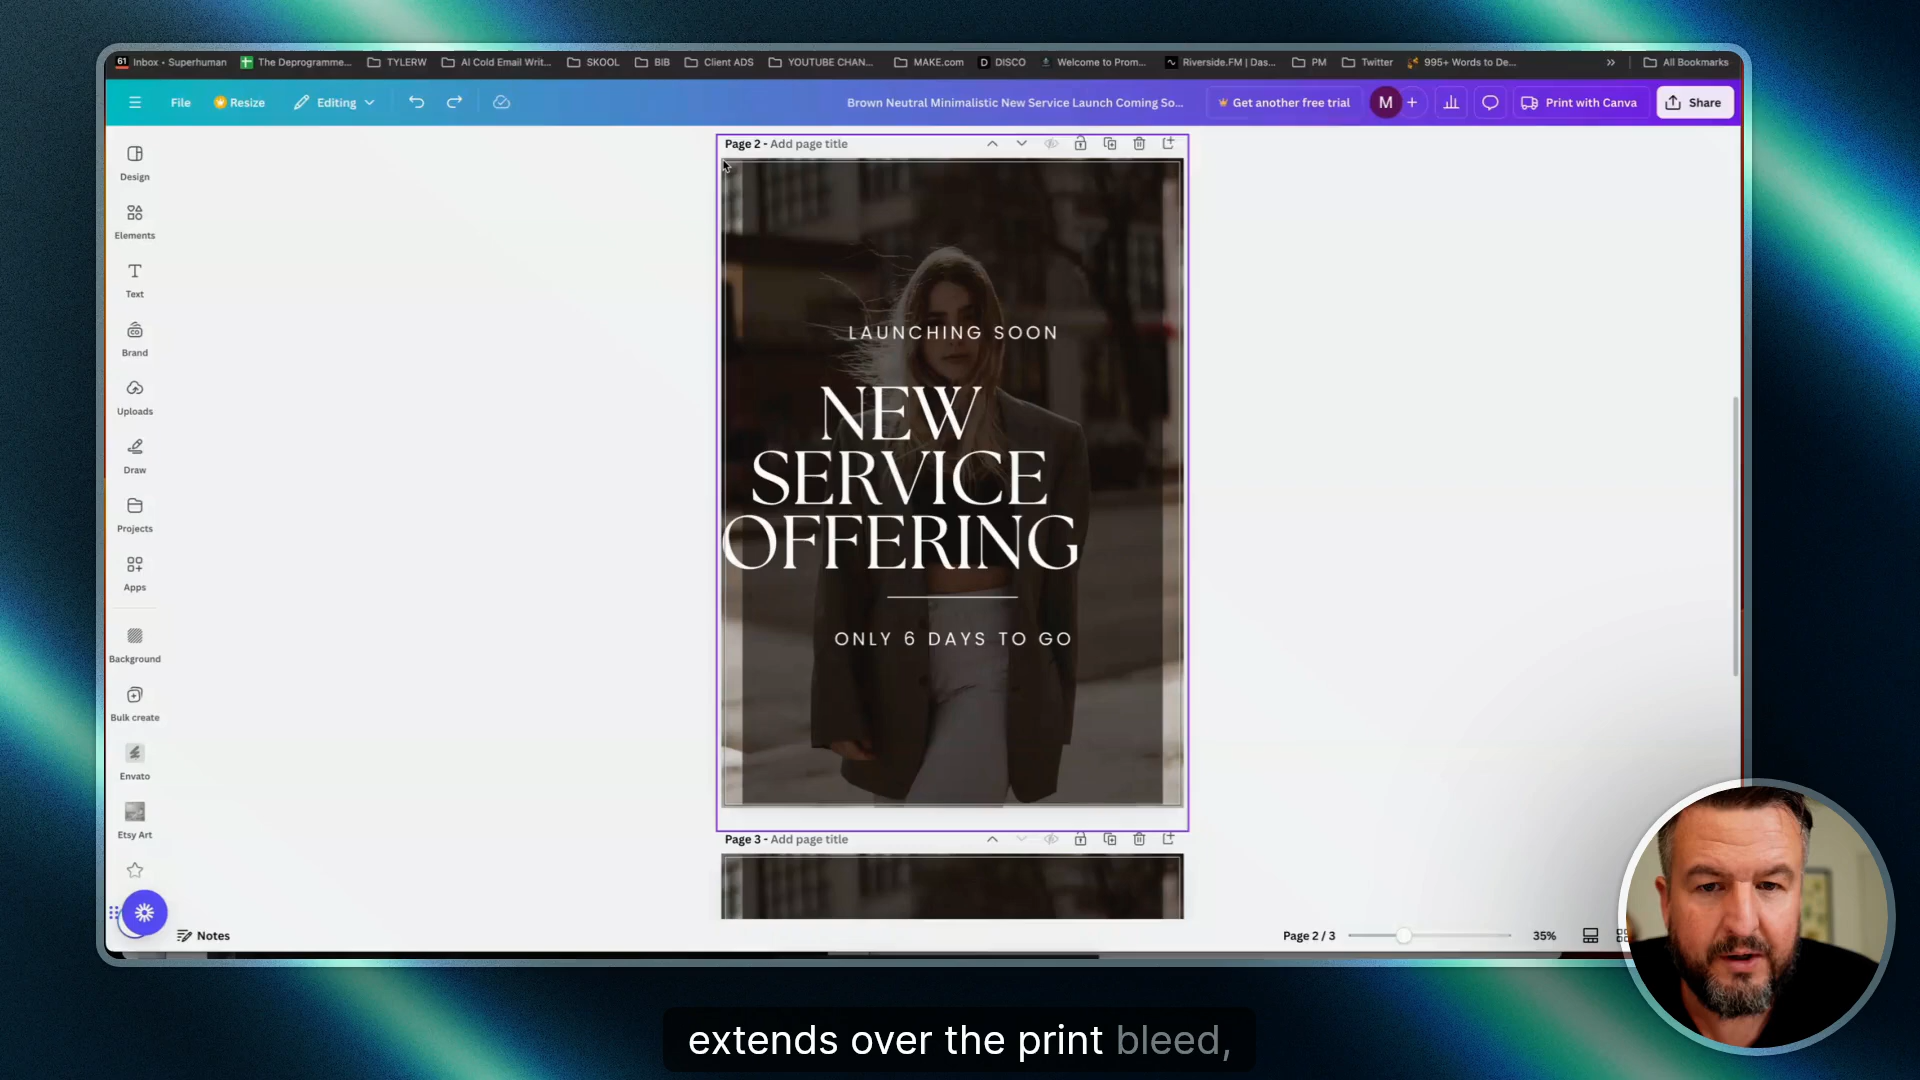 61 Inbox • Superhuman The Deprogramme... TYLERW AI Cold Email Writ... SKOOL BIB Client ADS YOUTUBE CHAN... MAKE.com D DISCO Welcome to Prom... Riverside.FM | Das... PM Twitter 995+ Words to De... » All Bookmarks
File Resize Editing Brown Neutral Minimalistic New Service Launch Coming So... Get another free trial M + Print with Canva Share
Page 2 - Add page title
Design
Elements
Text
Brand
Uploads
Draw
Projects
Apps
Background
Bulk create
Envato
Etsy Art
LAUNCHING SOON
NEW
SERVICE
OFFERING
ONLY 6 DAYS TO GO
Page 3 - Add page title
Notes
Page 2 / 3 35%
extends over the print bleed,